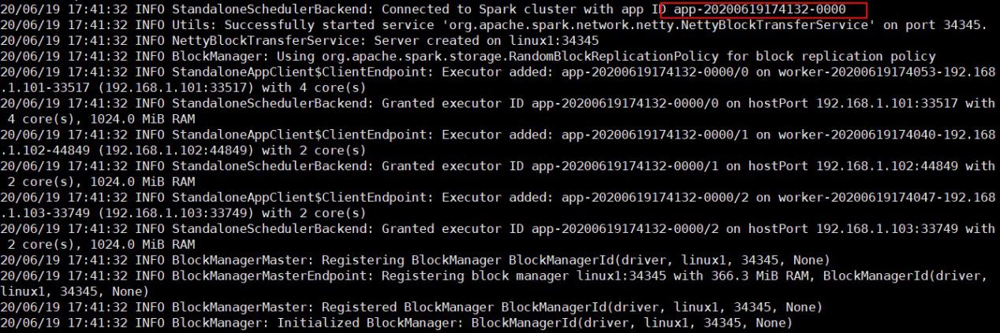 20/06/19 17:41:32 INFO StandaloneSchedulerBackend: Connected to Spark cluster with app ID app-20200619174132-0000
20/06/19 17:41:32 INFO Utils: Successfully started service 'org.apache.spark.network.netty.NettyBlockTransferService' on port 34345.
20/06/19 17:41:32 INFO NettyBlockTransferService: Server created on linux1:34345
20/06/19 17:41:32 INFO BlockManager: Using org.apache.spark.storage.RandomBlockReplicationPolicy for block replication policy
20/06/19 17:41:32 INFO StandaloneAppClient$ClientEndpoint: Executor added: app-20200619174132-0000/0 on worker-20200619174053-192.168
.1.101-33517 (192.168.1.101:33517) with 4 core(s)
20/06/19 17:41:32 INFO StandaloneSchedulerBackend: Granted executor ID app-20200619174132-0000/0 on hostPort 192.168.1.101:33517 with
 4 core(s), 1024.0 MiB RAM
20/06/19 17:41:32 INFO StandaloneAppClient$ClientEndpoint: Executor added: app-20200619174132-0000/1 on worker-20200619174040-192.168
.1.102-44849 (192.168.1.102:44849) with 2 core(s)
20/06/19 17:41:32 INFO StandaloneSchedulerBackend: Granted executor ID app-20200619174132-0000/1 on hostPort 192.168.1.102:44849 with
 2 core(s), 1024.0 MiB RAM
20/06/19 17:41:32 INFO StandaloneAppClient$ClientEndpoint: Executor added: app-20200619174132-0000/2 on worker-20200619174047-192.168
.1.103-33749 (192.168.1.103:33749) with 2 core(s)
20/06/19 17:41:32 INFO StandaloneSchedulerBackend: Granted executor ID app-20200619174132-0000/2 on hostPort 192.168.1.103:33749 with
 2 core(s), 1024.0 MiB RAM
20/06/19 17:41:32 INFO BlockManagerMaster: Registering BlockManager BlockManagerId(driver, linux1, 34345, None)
20/06/19 17:41:32 INFO BlockManagerMasterEndpoint: Registering block manager linux1:34345 with 366.3 MiB RAM, BlockManagerId(driver,
linux1, 34345, None)
20/06/19 17:41:32 INFO BlockManagerMaster: Registered BlockManager BlockManagerId(driver, linux1, 34345, None)
20/06/19 17:41:32 INFO BlockManager: Initialized BlockManager: BlockManagerId(driver, linux1, 34345, None)